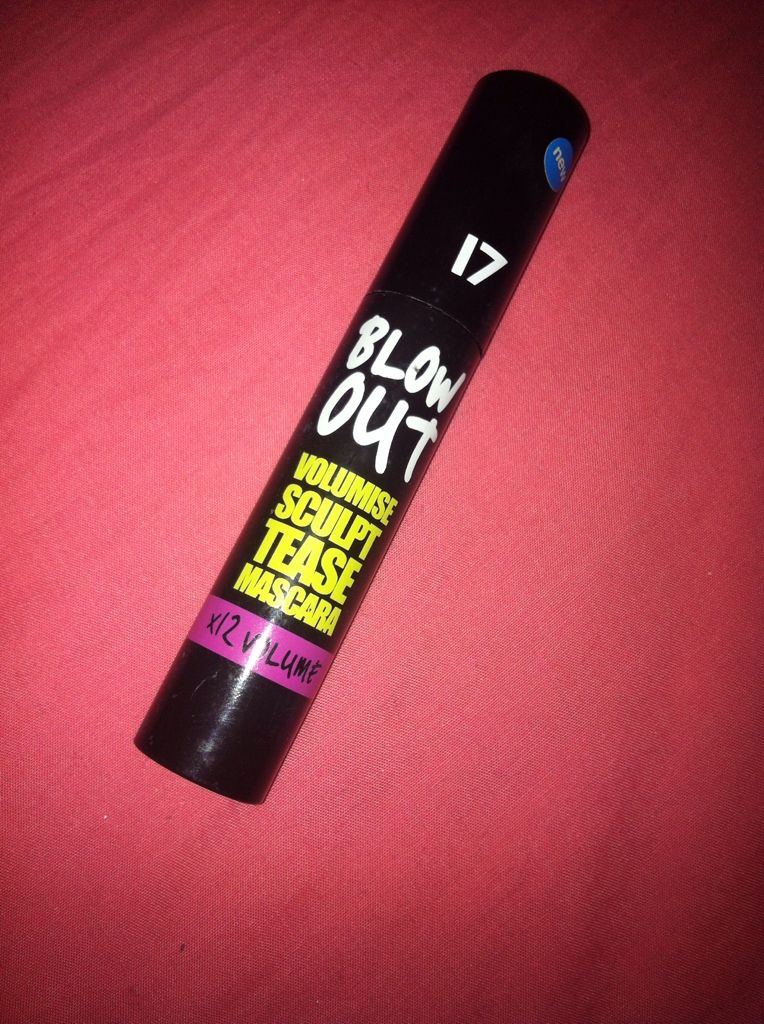 new
17
BLOW
OUT
VOLUMISE
SCULPT
TEASE
MASCARA
x12 VOLUME